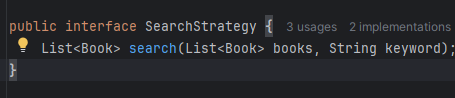 public interface SearchStrategy { 3 usages 2 implementations
List<Book> search(List<Book> books, String keyword);
}